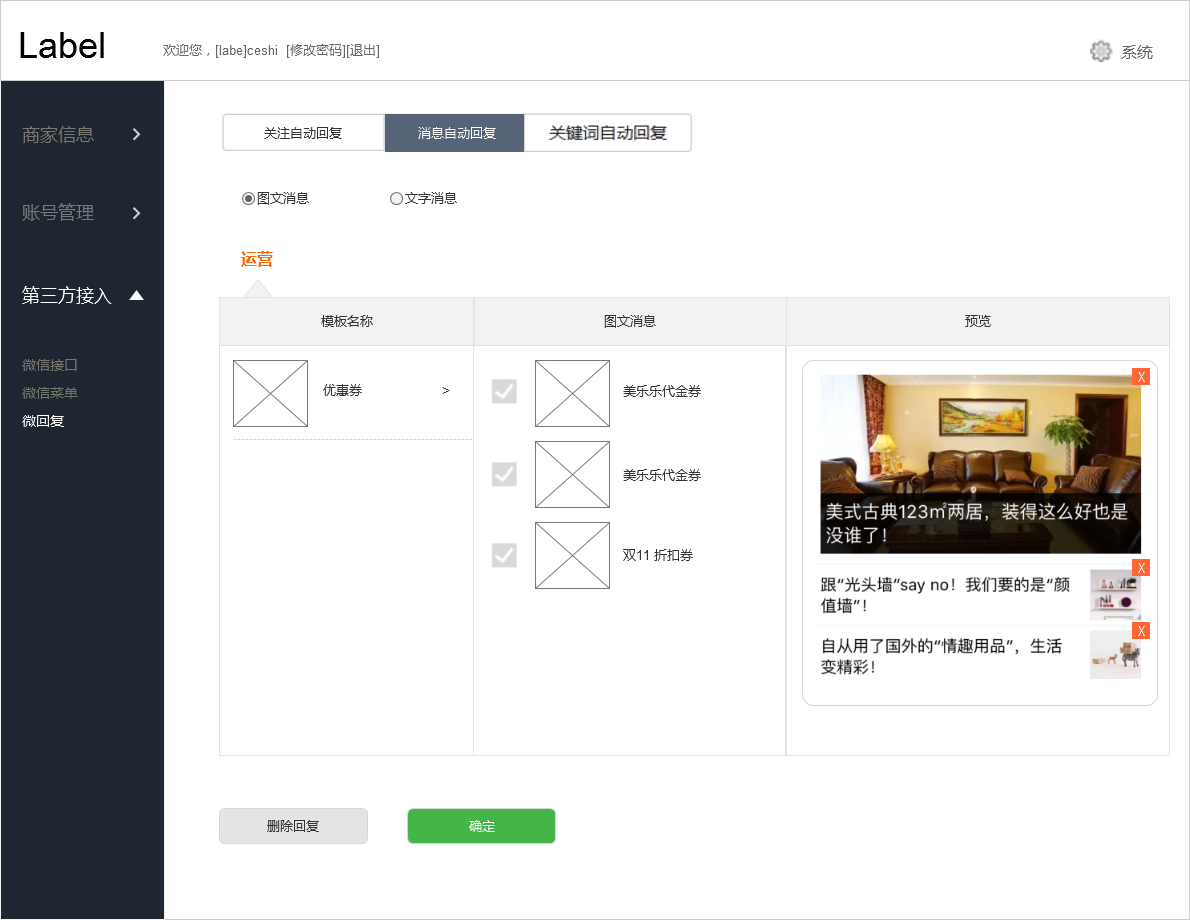 Label
欢迎您，[labe]ceshi  [修改密码][退出]
系统
商家信息
账号管理
第三方接入
微信接口
微信菜单
微回复
关注自动回复
消息自动回复
关键词自动回复
图文消息
文字消息
运营
模板名称
图文消息
预览
优惠券
>
美乐乐代金券
美乐乐代金券
双11 折扣券
X
美式古典123㎡两居，装得这么好也是
没谁了！
X
跟“光头墙”say no！我们要的是“颜
值墙”！
X
自从用了国外的“情趣用品”，生活
变精彩！
删除回复
确定